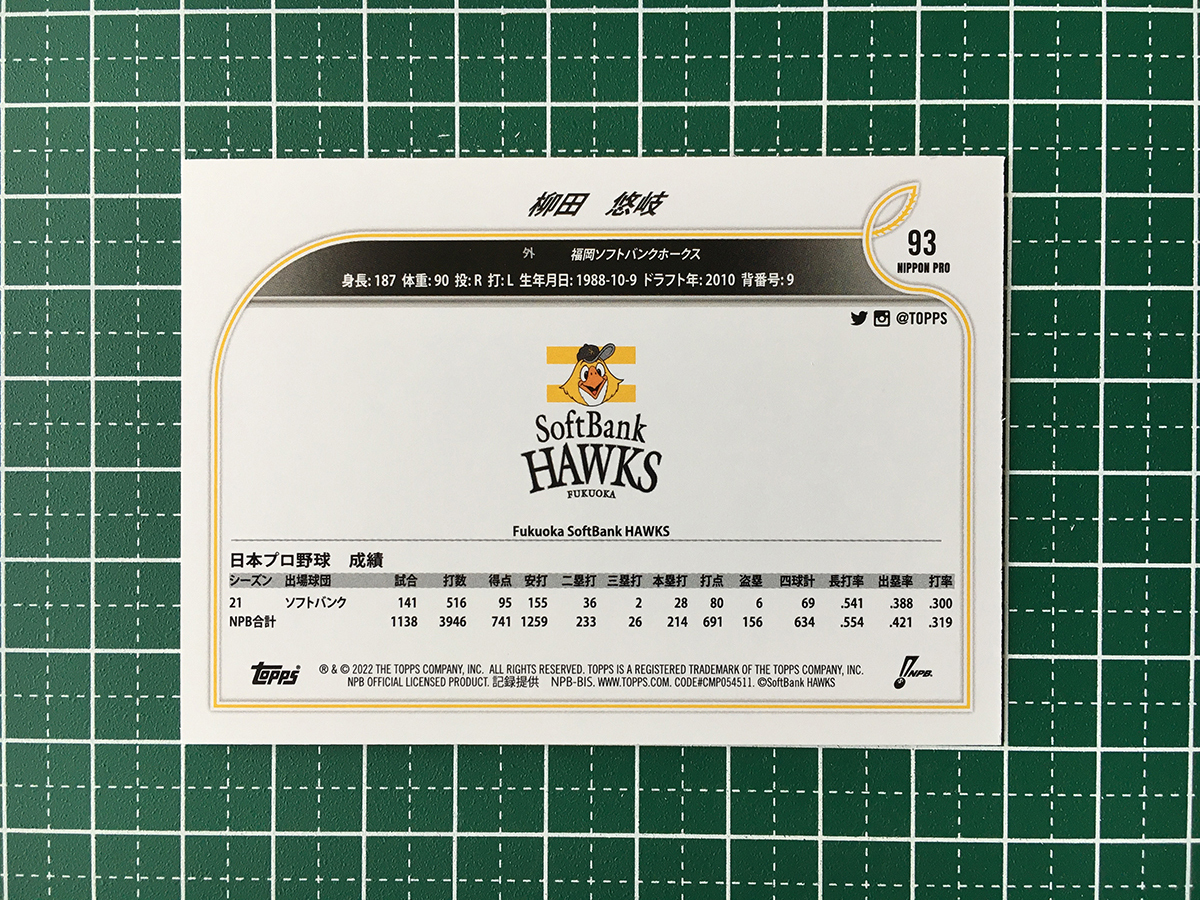 柳田 悠岐
93
NIPPON PRO
外 福岡ソフトバンクホークス
身長: 187 体重: 90 投: R 打: L 生年月日: 1988-10-9 ドラフト年: 2010 背番号: 9
@TOPPS
SoftBank
HAWKS
FUKUOKA
Fukuoka SoftBank HAWKS
日本プロ野球 成績
シーズン 出場球団 試合 打数 得点 安打 二塁打 三塁打 本塁打 打点 盗塁 四球計 長打率 出塁率 打率
21 ソフトバンク 141 516 95 155 36 2 28 80 6 69 .541 .388 .300
NPB合計 1138 3946 741 1259 233 26 214 691 156 634 .554 .421 .319
Topps
® & © 2022 THE TOPPS COMPANY, INC. ALL RIGHTS RESERVED. TOPPS IS A REGISTERED TRADEMARK OF THE TOPPS COMPANY, INC.
NPB OFFICIAL LICENSED PRODUCT. 記録提供 NPB-BIS. WWW.TOPPS.COM. CODE#CMP054511. ©SoftBank HAWKS
NPB